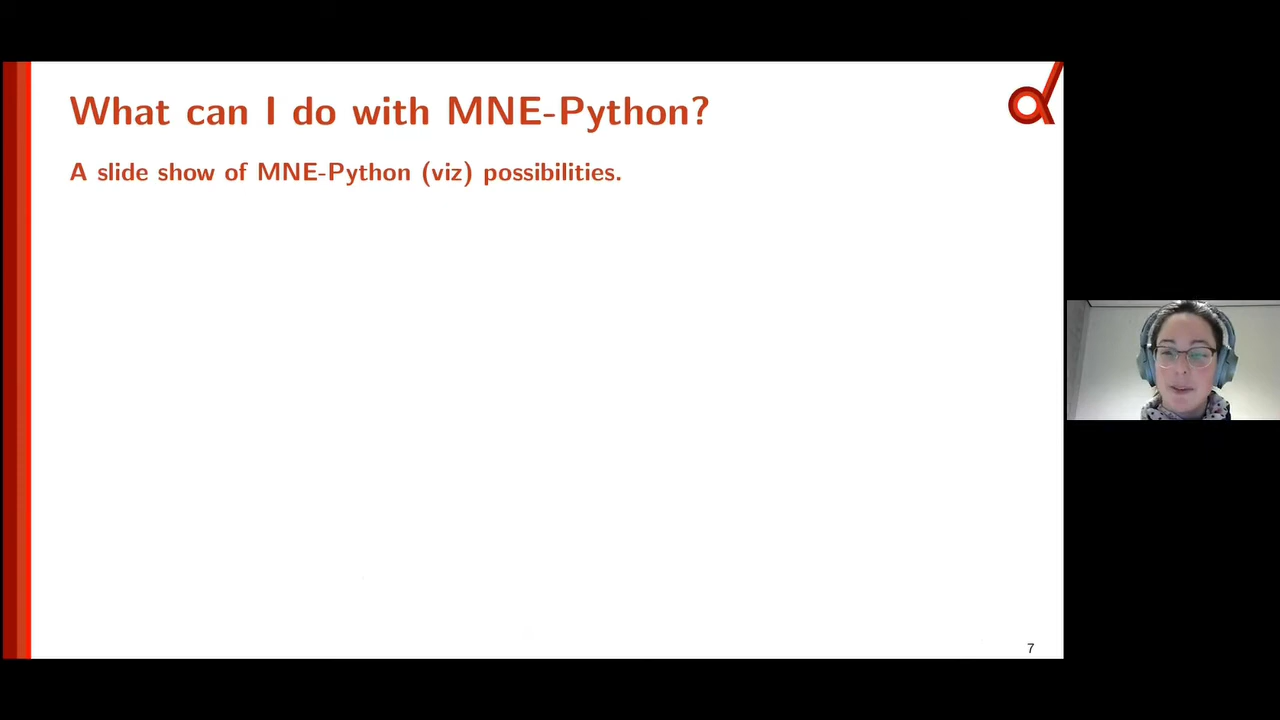 What can I do with MNE-Python?
A slide show of MNE-Python (viz) possibilities.
7